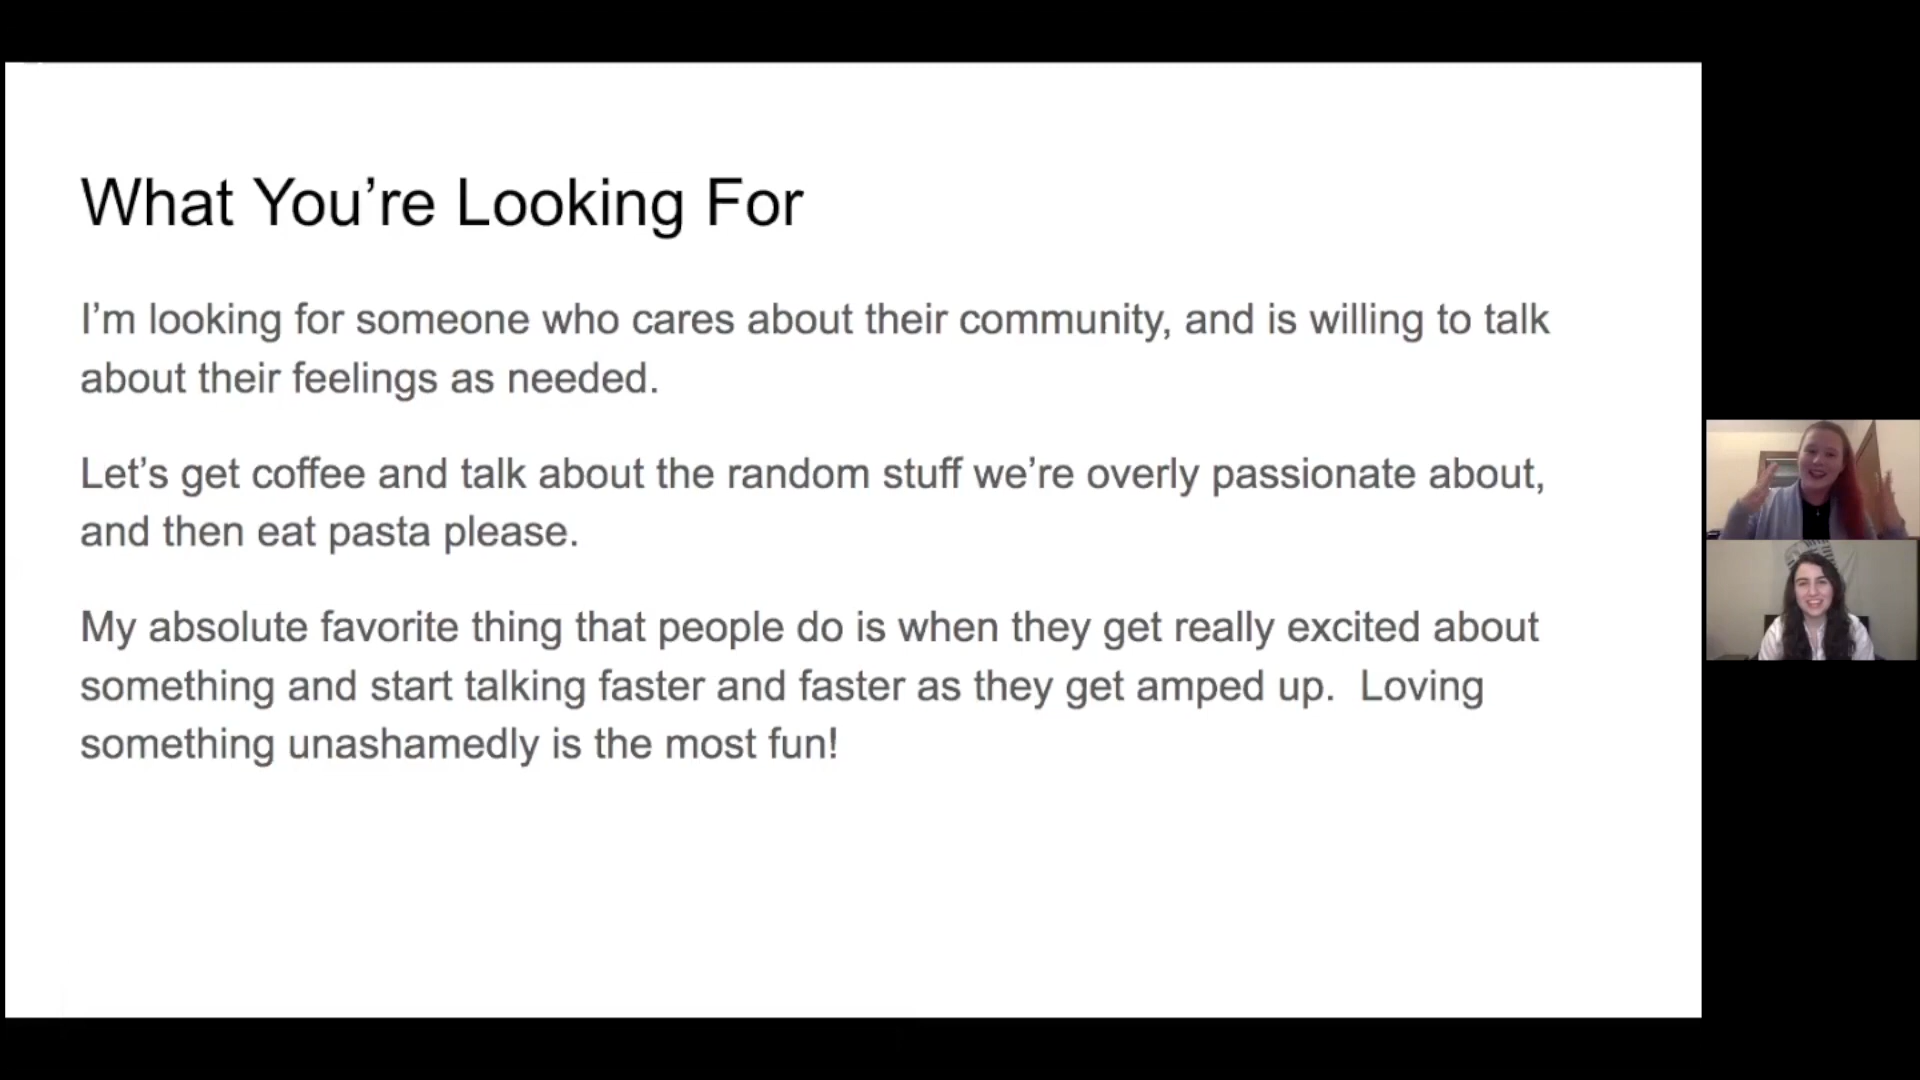 What You’re Looking For
I’m looking for someone who cares about their community, and is willing to talk
about their feelings as needed.
Let’s get coffee and talk about the random stuff we’re overly passionate about,
and then eat pasta please.
My absolute favorite thing that people do is when they get really excited about
something and start talking faster and faster as they get amped up.  Loving
something unashamedly is the most fun!